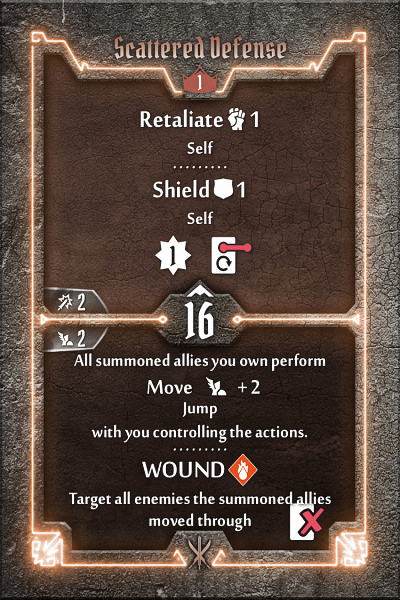 Scattered Defense
1
Retaliate 1
Self
Shield 1
Self
1
2
16
2
All summoned allies you own perform
Move +2
Jump
with you controlling the actions.
WOUND
Target all enemies the summoned allies
moved through